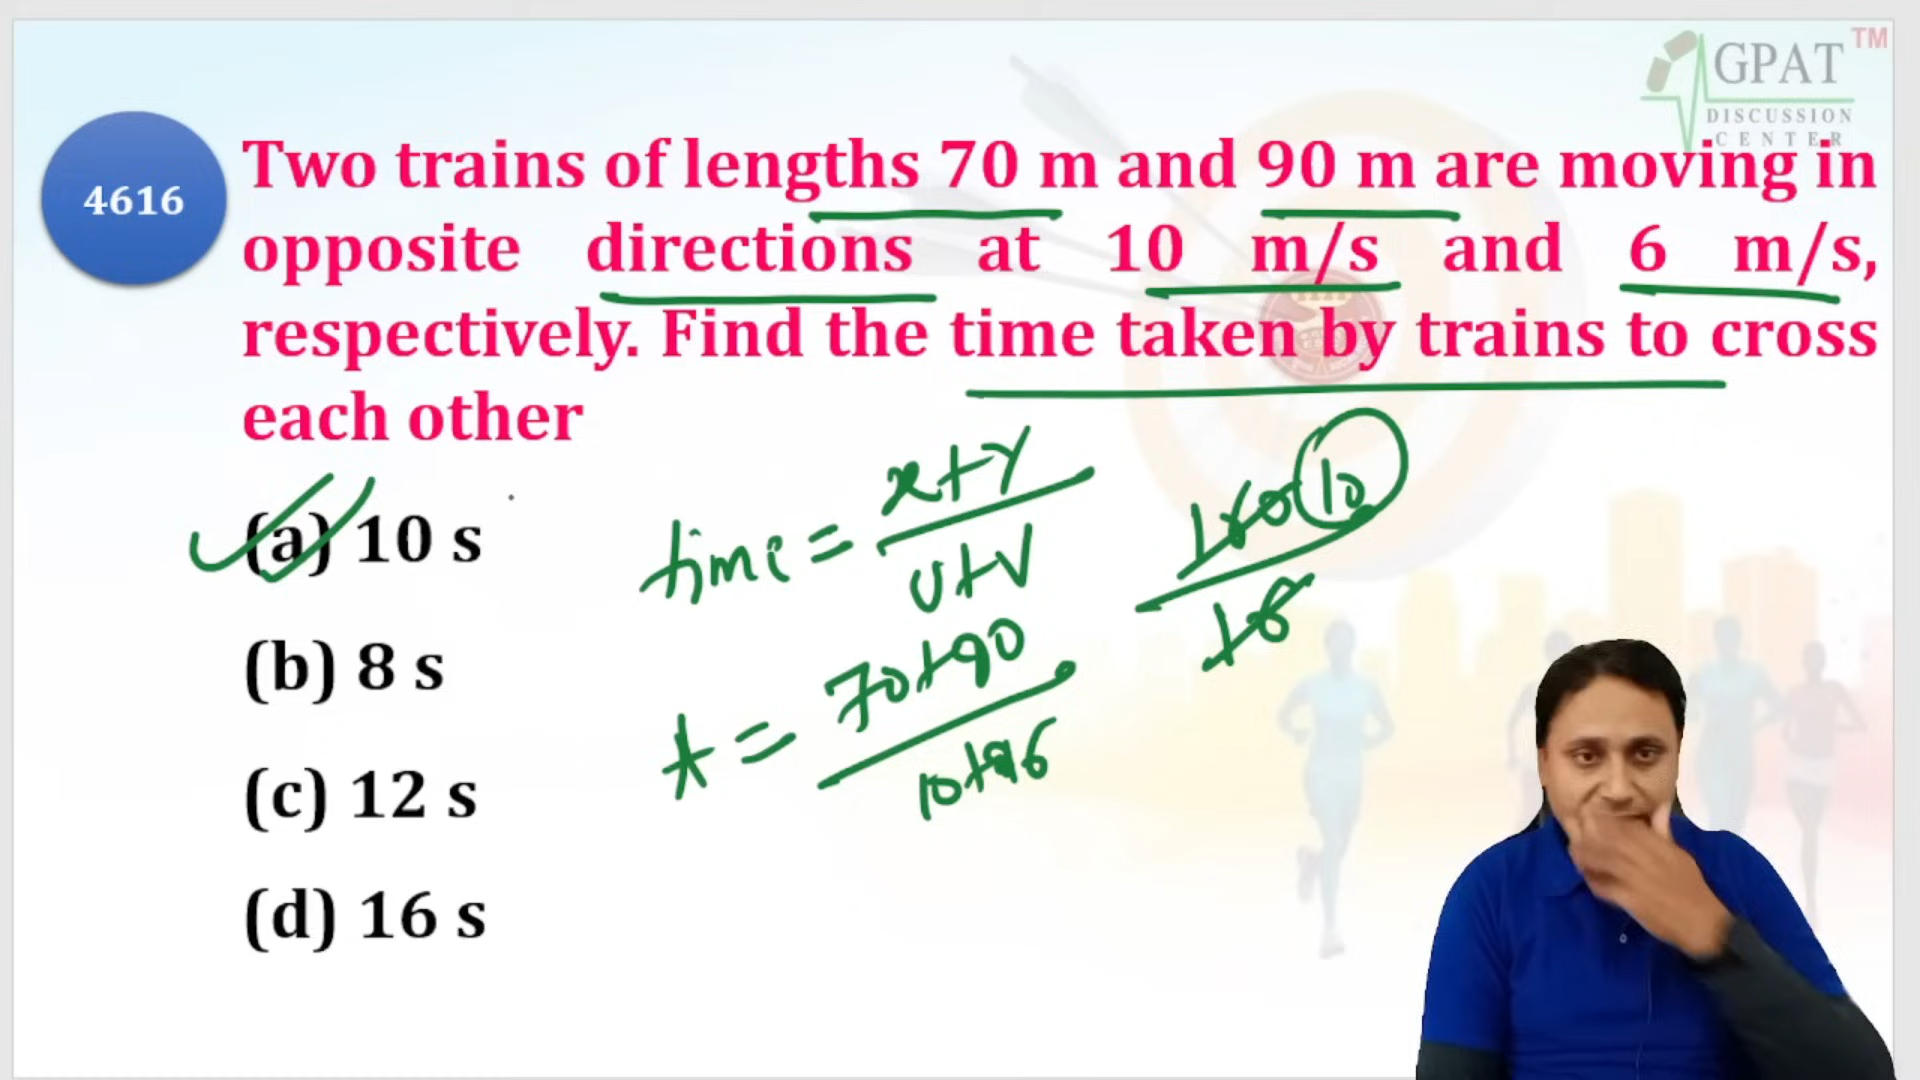 GPAT TM
DISCUSSION
CENTER
4616
Two trains of lengths 70 m and 90 m are moving in
opposite directions at 10 m/s and 6 m/s,
respectively. Find the time taken by trains to cross
each other
(a) 10 s
(b) 8 s
(c) 12 s
(d) 16 s
time = x+y
u+v
t = 70+90
10+6
160 10
16